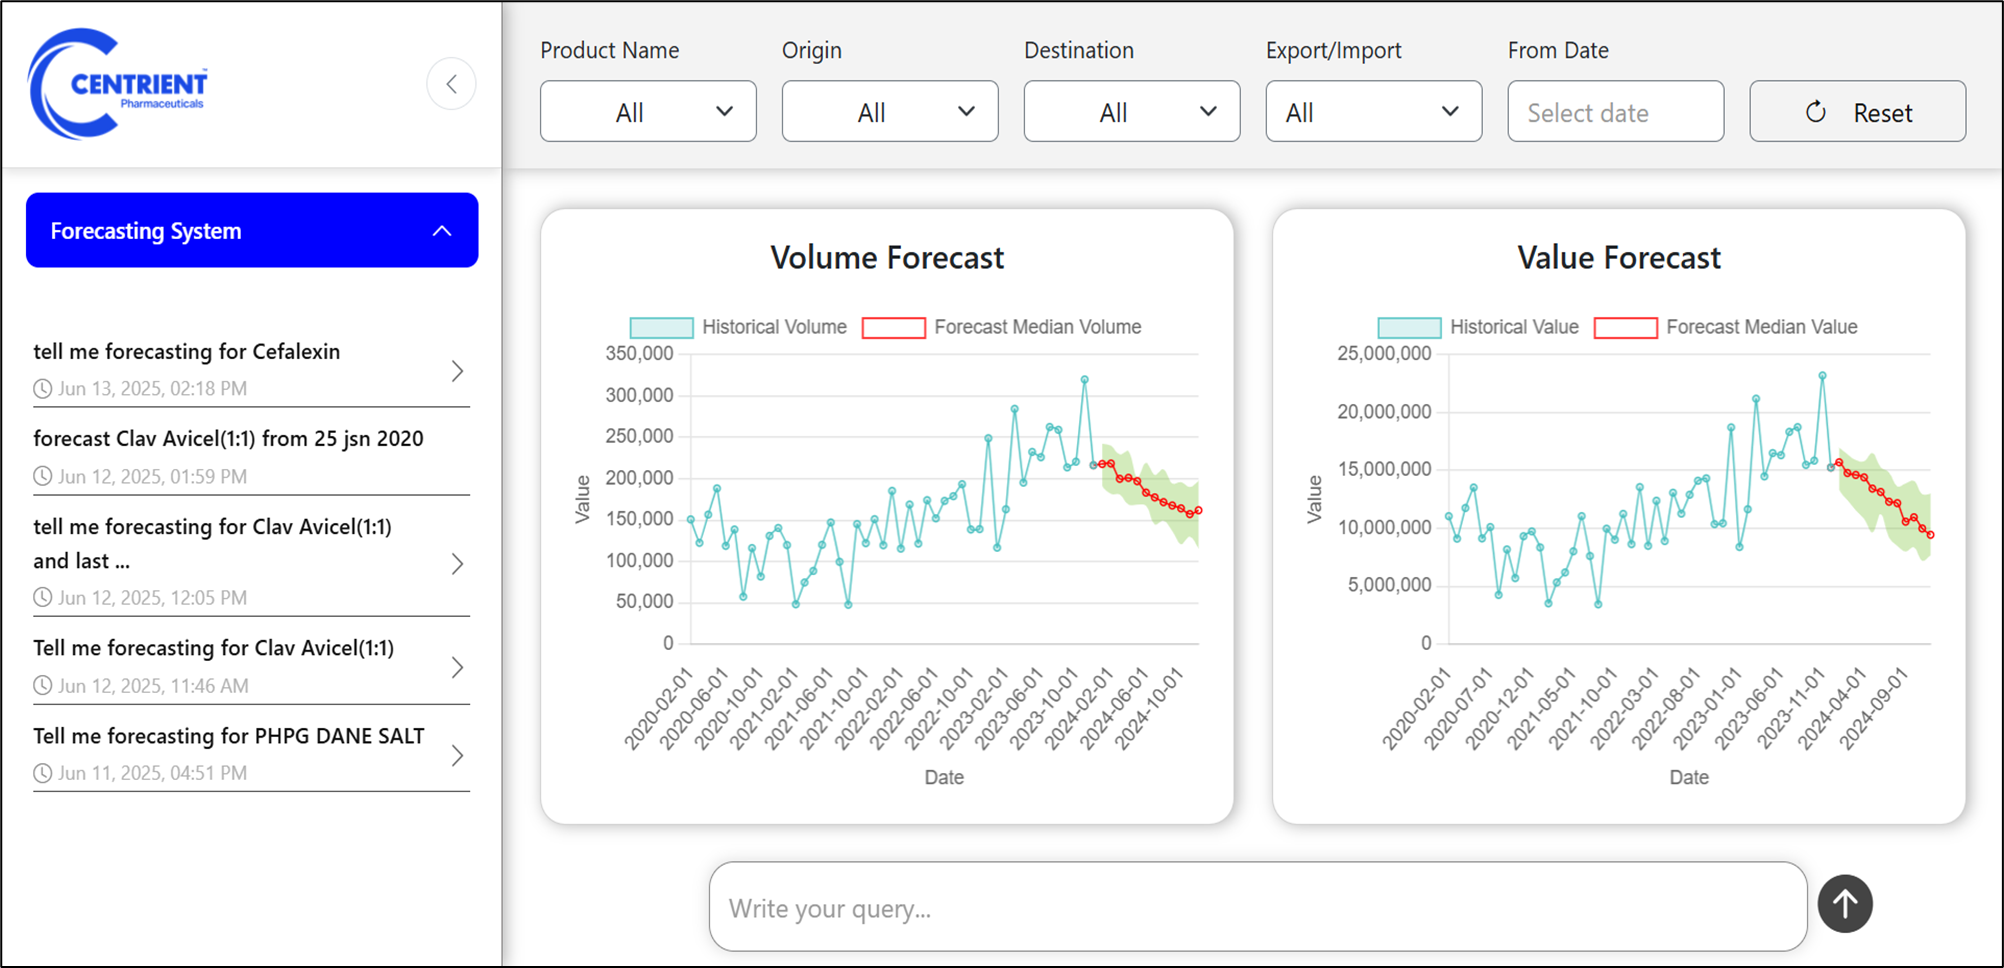 CENTRIENT™
Pharmaceuticals
Forecasting System
tell me forecasting for Cefalexin
Jun 13, 2025, 02:18 PM
forecast Clav Avicel(1:1) from 25 jsn 2020
Jun 12, 2025, 01:59 PM
tell me forecasting for Clav Avicel(1:1)
and last ...
Jun 12, 2025, 12:05 PM
Tell me forecasting for Clav Avicel(1:1)
Jun 12, 2025, 11:46 AM
Tell me forecasting for PHPG DANE SALT
Jun 11, 2025, 04:51 PM
Product Name
All
Origin
All
Destination
All
Export/Import
All
From Date
Select date
Reset
Volume Forecast
Historical Volume
Forecast Median Volume
350,000
300,000
250,000
200,000
150,000
100,000
50,000
0
Value
2020-02-01
2020-06-01
2020-10-01
2021-02-01
2021-06-01
2021-10-01
2022-02-01
2022-06-01
2022-10-01
2023-02-01
2023-06-01
2023-10-01
2024-02-01
2024-06-01
2024-10-01
Date
Value Forecast
Historical Value
Forecast Median Value
25,000,000
20,000,000
15,000,000
10,000,000
5,000,000
0
Value
2020-02-01
2020-07-01
2020-12-01
2021-05-01
2021-10-01
2022-03-01
2022-08-01
2023-01-01
2023-06-01
2023-11-01
2024-04-01
2024-09-01
Date
Write your query...